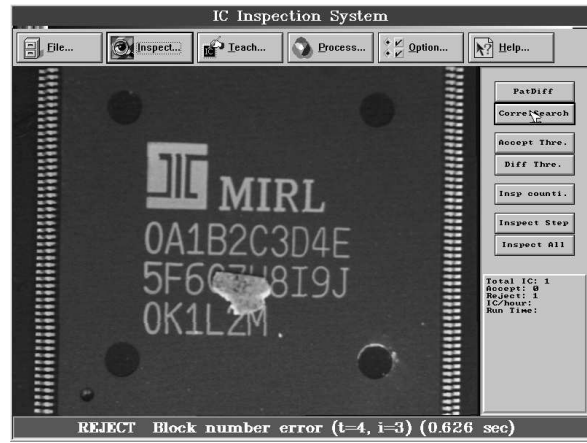 IC Inspection System
File... Inspect... Teach... Process... Option... Help...
PatDiff
CorrelSearch
Accept Thre.
Diff Thre.
Insp counti.
Inspect Step
Inspect All
MIRL
0A1B2C3D4E
0K1L2M
Total IC: 1
Accept: 0
Reject: 1
IC/hour:
Run Time:
REJECT Block number error (t=4, i=3) (0.626 sec)